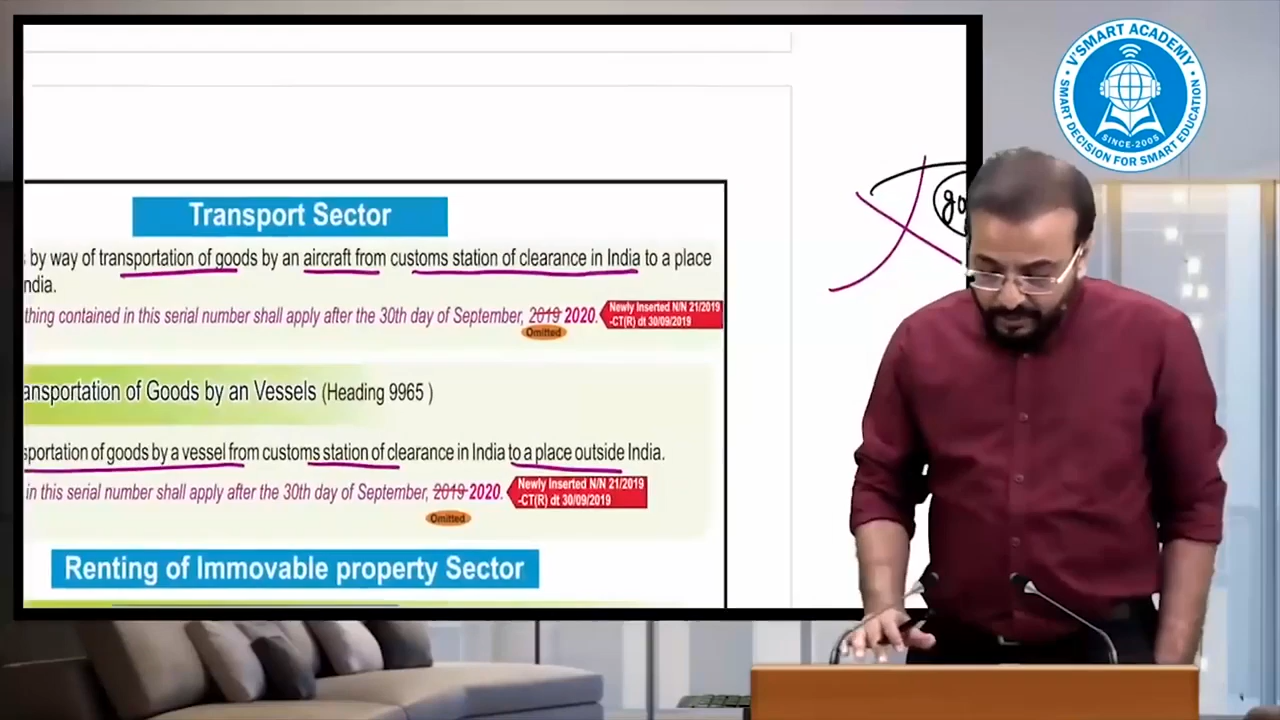 V'SMART ACADEMY
SMART DECISION FOR SMART EDUCATION
SINCE-2005
Transport Sector
by way of transportation of goods by an aircraft from customs station of clearance in India to a place
ndia.
thing contained in this serial number shall apply after the 30th day of September, 2019 2020.
Newly Inserted N/N 21/2019
-CT(R) dt 30/09/2019
Omitted
ansportation of Goods by an Vessels (Heading 9965 )
sportation of goods by a vessel from customs station of clearance in India to a place outside India.
in this serial number shall apply after the 30th day of September, 2019 2020.
Newly Inserted N/N 21/2019
-CT(R) dt 30/09/2019
Omitted
Renting of Immovable property Sector